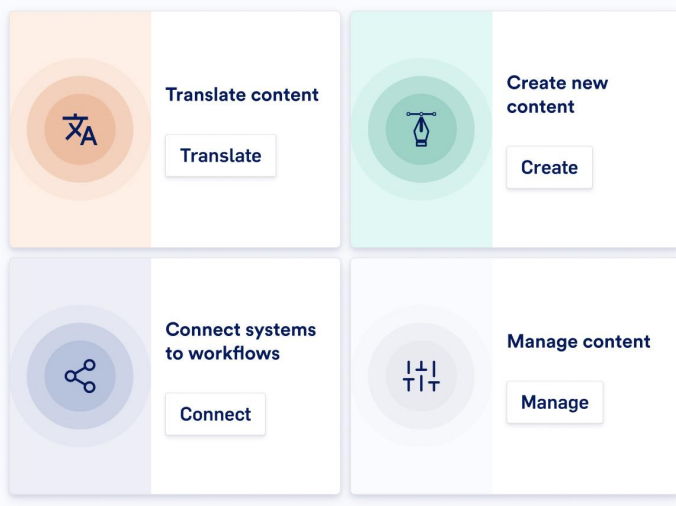 Translate content
Translate
Create new
content
Create
Connect systems
to workflows
Connect
Manage content
Manage